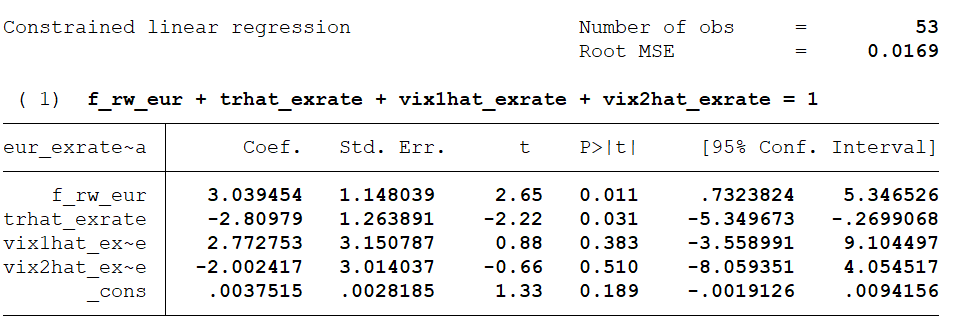 Constrained linear regression Number of obs = 53
Root MSE = 0.0169
( 1) f_rw_eur + trhat_exrate + vix1hat_exrate + vix2hat_exrate = 1
eur_exrate~a Coef. Std. Err. t P>|t| [95% Conf. Interval]
f_rw_eur 3.039454 1.148039 2.65 0.011 .7323824 5.346526
trhat_exrate -2.80979 1.263891 -2.22 0.031 -5.349673 -.2699068
vix1hat_ex~e 2.772753 3.150787 0.88 0.383 -3.558991 9.104497
vix2hat_ex~e -2.002417 3.014037 -0.66 0.510 -8.059351 4.054517
_cons .0037515 .0028185 1.33 0.189 -.0019126 .0094156